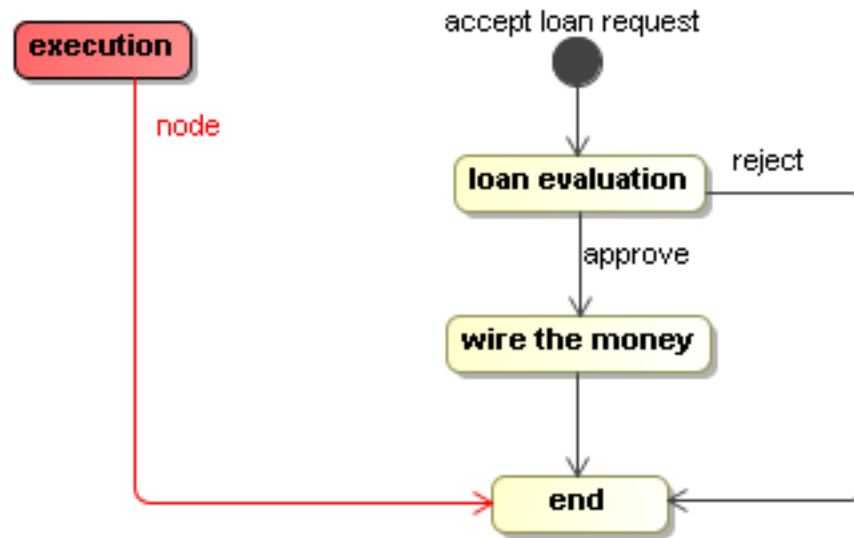 accept loan request
execution
node
loan evaluation
reject
approve
wire the money
end